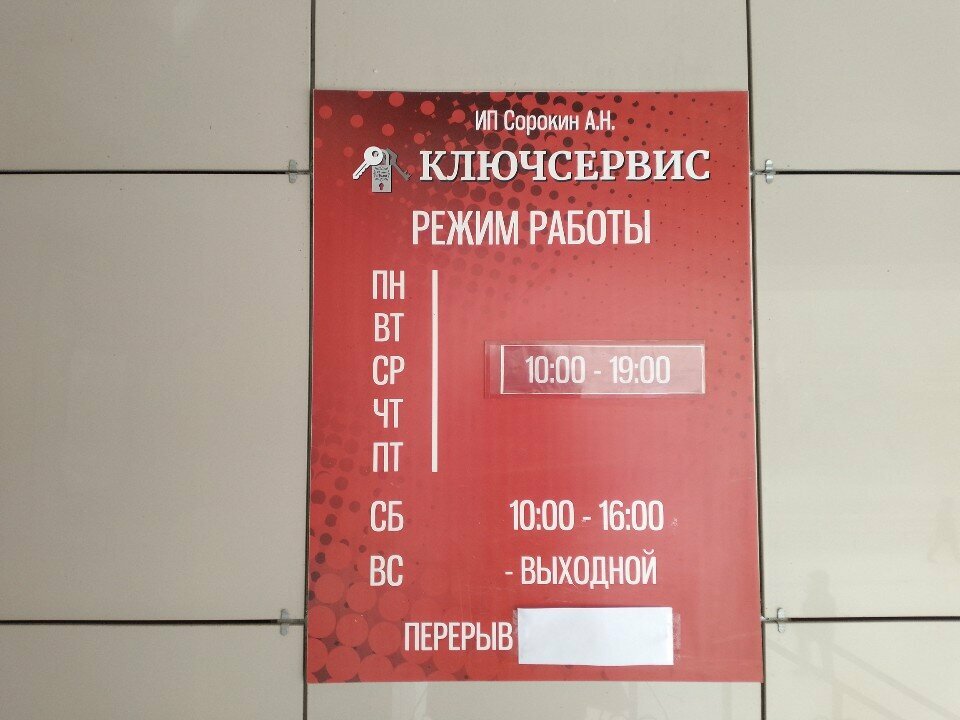 ИП Сорокин А.Н.
КЛЮЧСЕРВИС
РЕЖИМ РАБОТЫ
ПН
ВТ
СР 10:00 - 19:00
ЧТ
ПТ
СБ 10:00 - 16:00
ВС - ВЫХОДНОЙ
ПЕРЕРЫВ